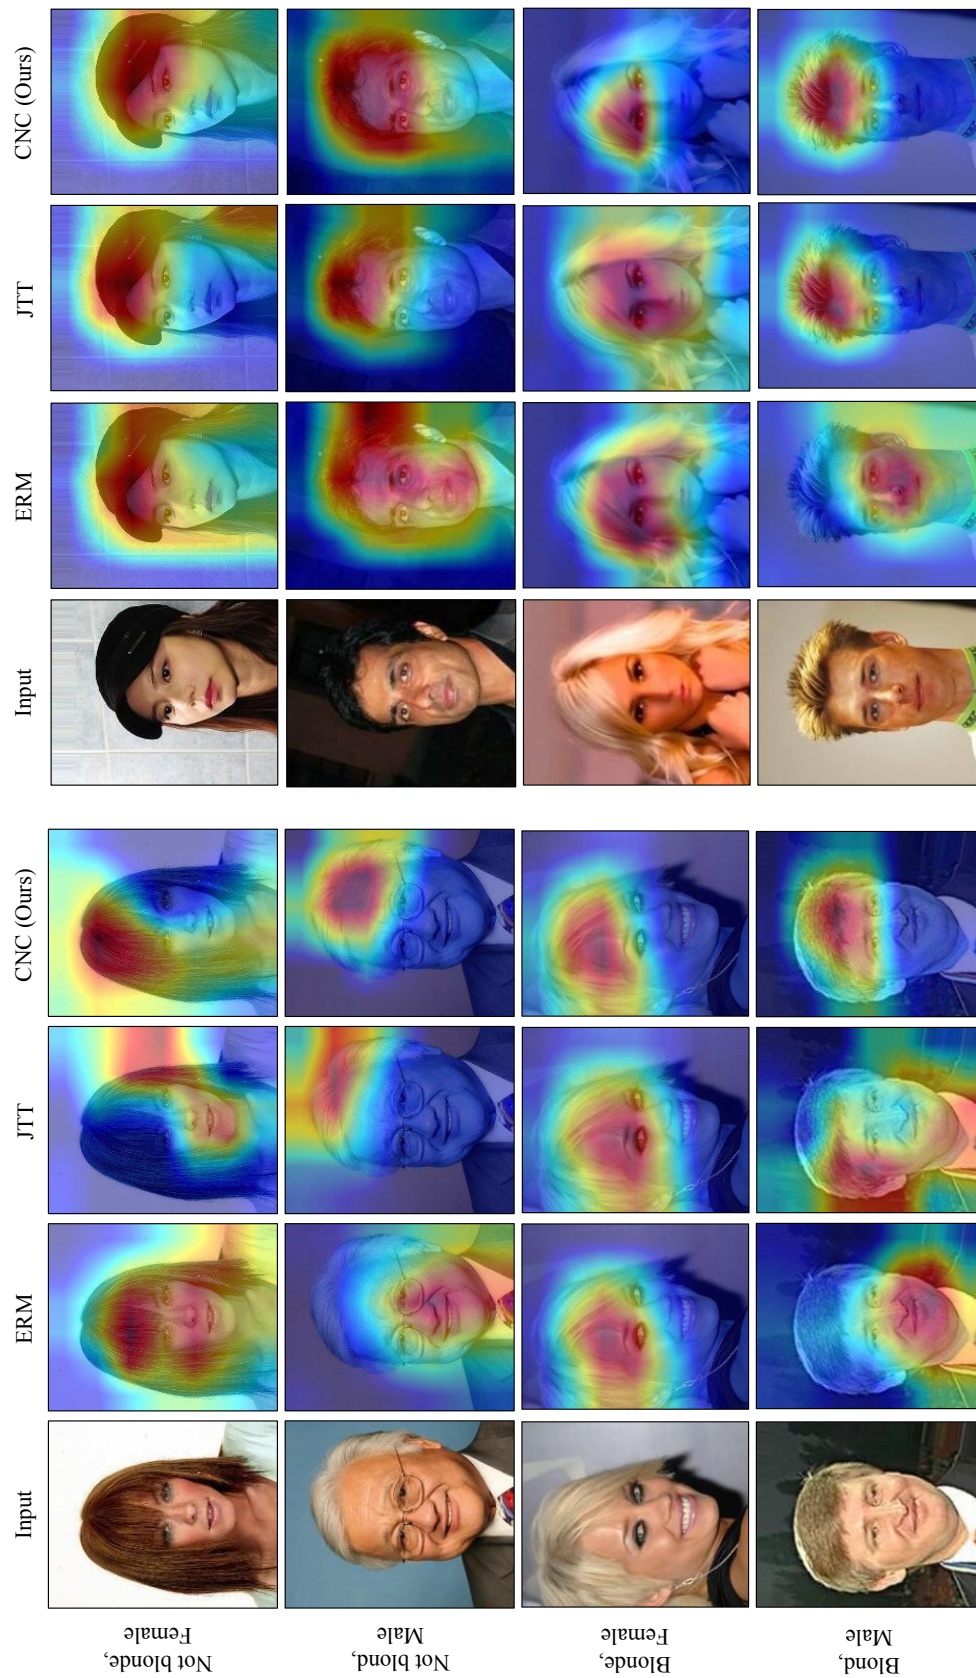 Input
ERM
JTT
CNC (Ours)
Input
ERM
JTT
CNC (Ours)
Not blonde,
Female
Not blond,
Male
Blonde,
Female
Blond,
Male